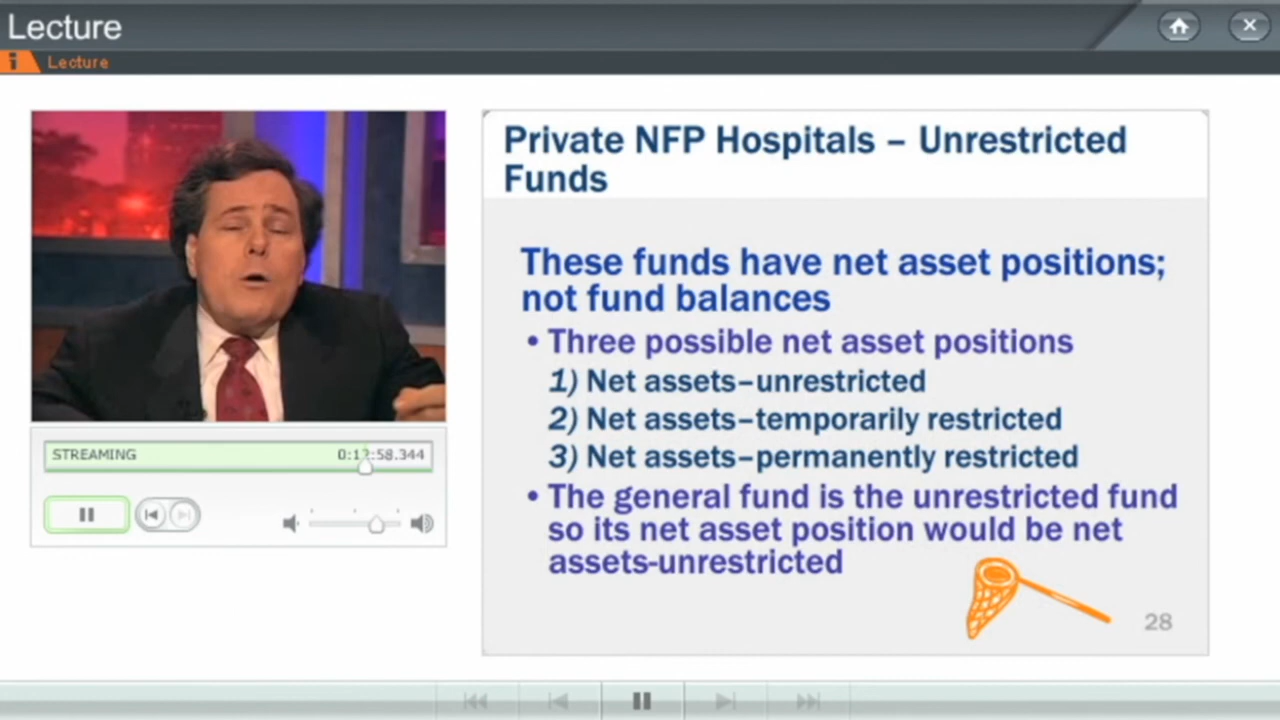 Lecture
i Lecture
Private NFP Hospitals – Unrestricted
Funds
These funds have net asset positions;
not fund balances
• Three possible net asset positions
1) Net assets–unrestricted
2) Net assets–temporarily restricted
3) Net assets–permanently restricted
• The general fund is the unrestricted fund
so its net asset position would be net
assets-unrestricted
28
STREAMING